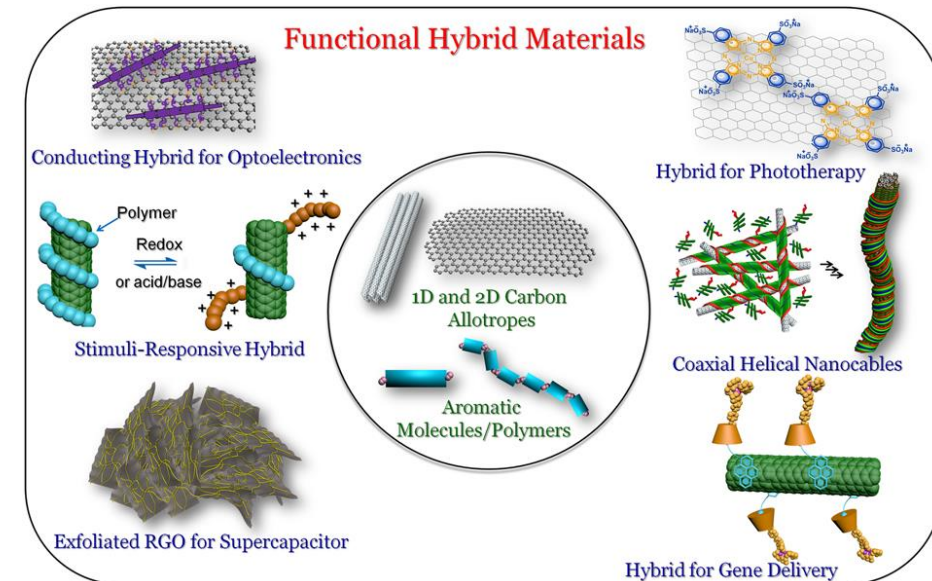 Functional Hybrid Materials
Conducting Hybrid for Optoelectronics
Polymer
Redox
or acid/base
+ + + +
+ + + +
+ + +
+ + +
Stimuli-Responsive Hybrid
Exfoliated RGO for Supercapacitor
1D and 2D Carbon
Allotropes
Aromatic
Molecules/Polymers
Hybrid for Phototherapy
Coaxial Helical Nanocables
Hybrid for Gene Delivery